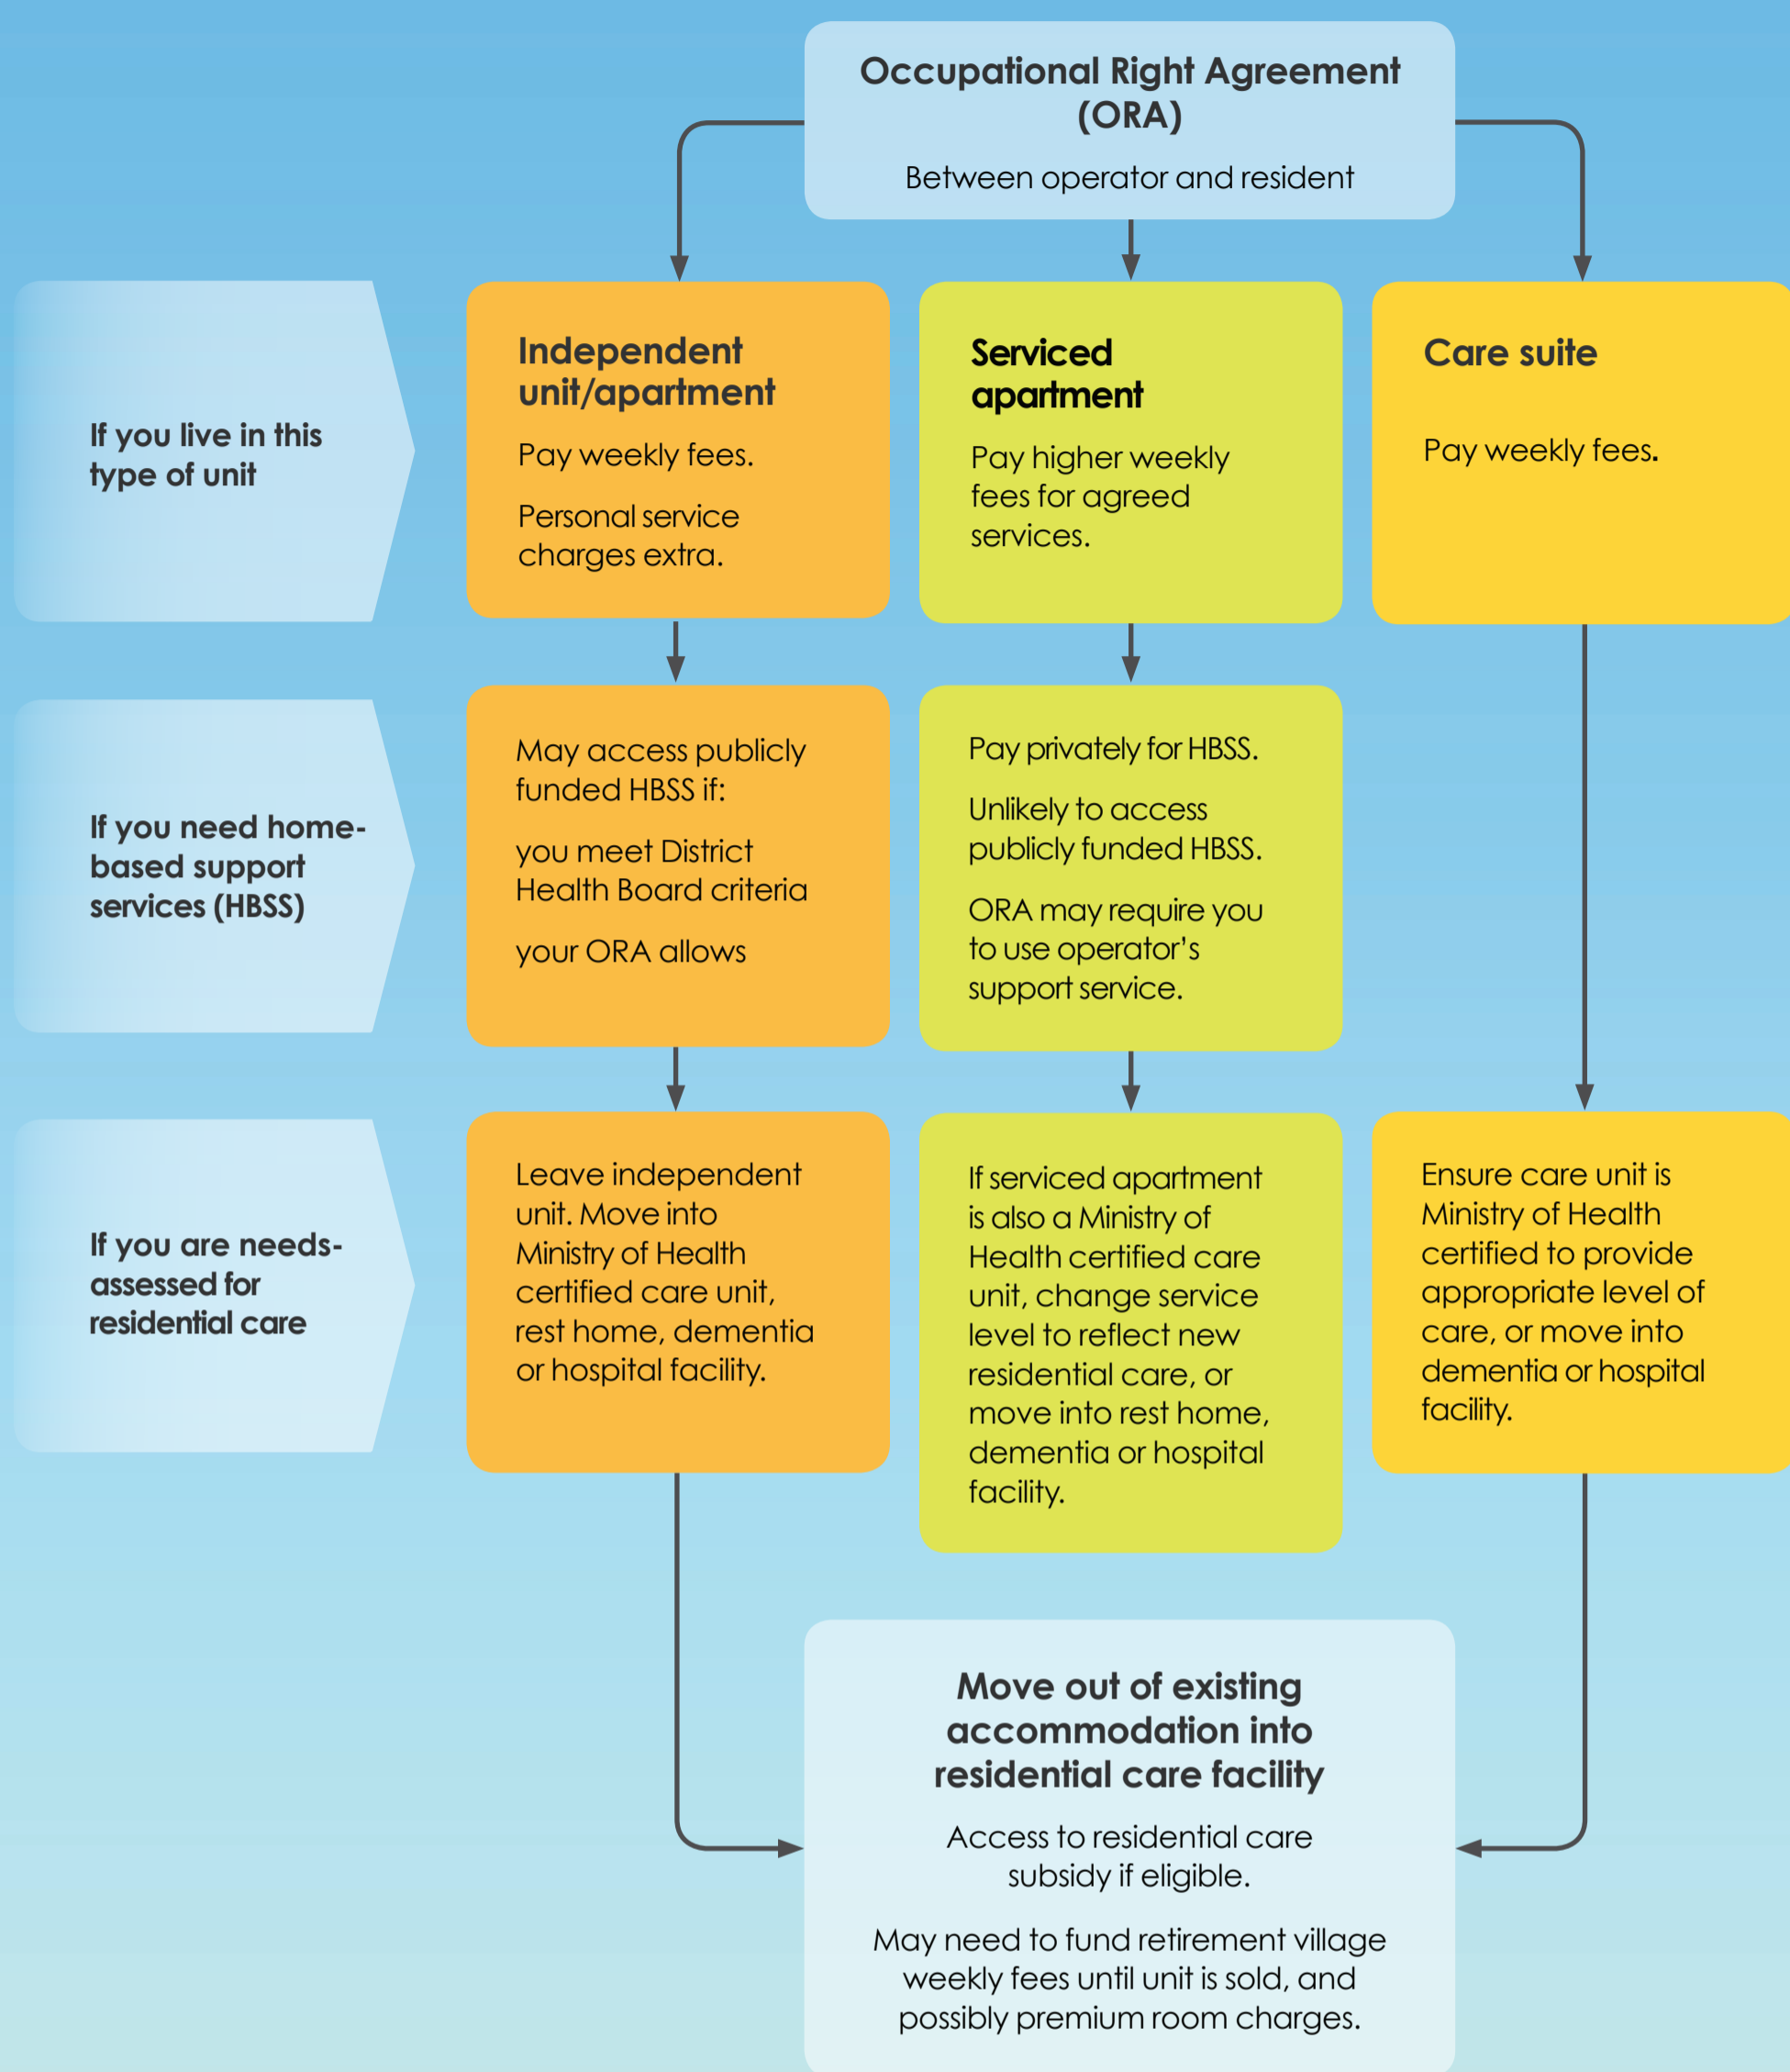 Occupational Right Agreement
(ORA)
Between operator and resident
If you live in this
type of unit
Independent
unit/apartment
Pay weekly fees.
Personal service
charges extra.
Serviced
apartment
Pay higher weekly
fees for agreed
services.
Care suite
Pay weekly fees.
If you need home-
based support
services (HBSS)
May access publicly
funded HBSS if:
you meet District
Health Board criteria
your ORA allows
Pay privately for HBSS.
Unlikely to access
publicly funded HBSS.
ORA may require you
to use operator's
support service.
If you are needs-
assessed for
residential care
Leave independent
unit. Move into
Ministry of Health
certified care unit,
rest home, dementia
or hospital facility.
If serviced apartment
is also a Ministry of
Health certified care
unit, change service
level to reflect new
residential care, or
move into rest home,
dementia or hospital
facility.
Ensure care unit is
Ministry of Health
certified to provide
appropriate level of
care, or move into
dementia or hospital
facility.
Move out of existing
accommodation into
residential care facility
Access to residential care
subsidy if eligible.
May need to fund retirement village
weekly fees until unit is sold, and
possibly premium room charges.